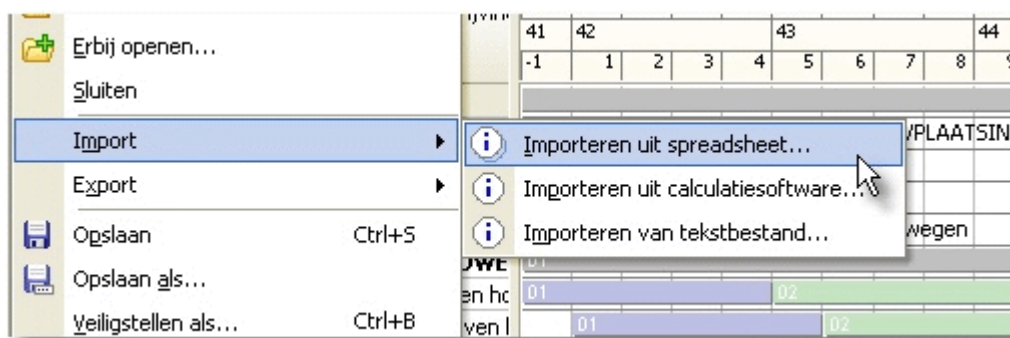 41 42 43 44
Erbij openen...
-1 1 2 3 4 5 6 7 8
Sluiten
Import
Importeren uit spreadsheet...
Export
Importeren uit calculatiesoftware...
Opslaan Ctrl+S
Importeren van tekstbestand...
wegen
01
Opslaan als...
01 02
Veiligstellen als... Ctrl+B
01 02